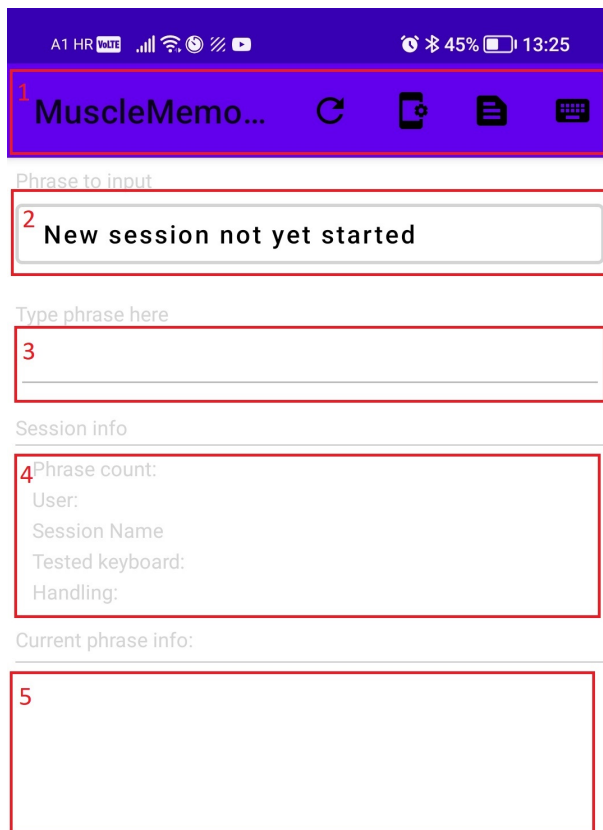 A1 HR VoLTE 45% 13:25
1 MuscleMemo...
Phrase to input
2 New session not yet started
Type phrase here
3
Session info
4 Phrase count:
User:
Session Name
Tested keyboard:
Handling:
Current phrase info:
5